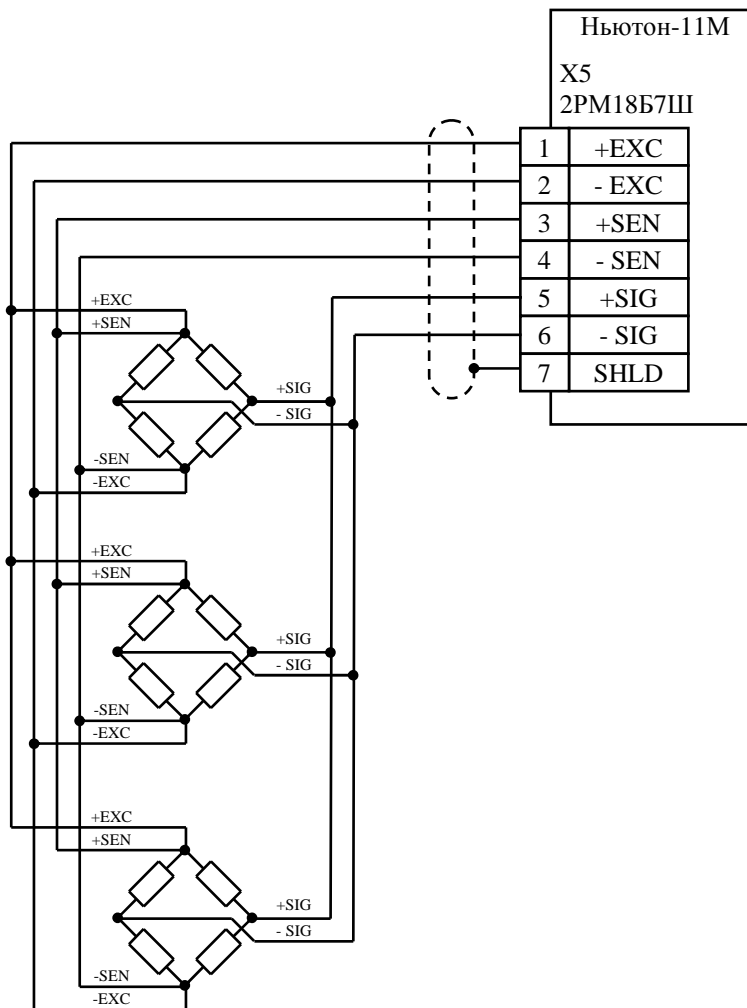 Ньютон-11М
X5
2РМ18Б7Ш
1 +EXC
2 - EXC
3 +SEN
4 - SEN
5 +SIG
6 - SIG
7 SHLD
+EXC
+SEN
+SIG
- SIG
-SEN
-EXC
+EXC
+SEN
+SIG
- SIG
-SEN
-EXC
+EXC
+SEN
+SIG
- SIG
-SEN
-EXC